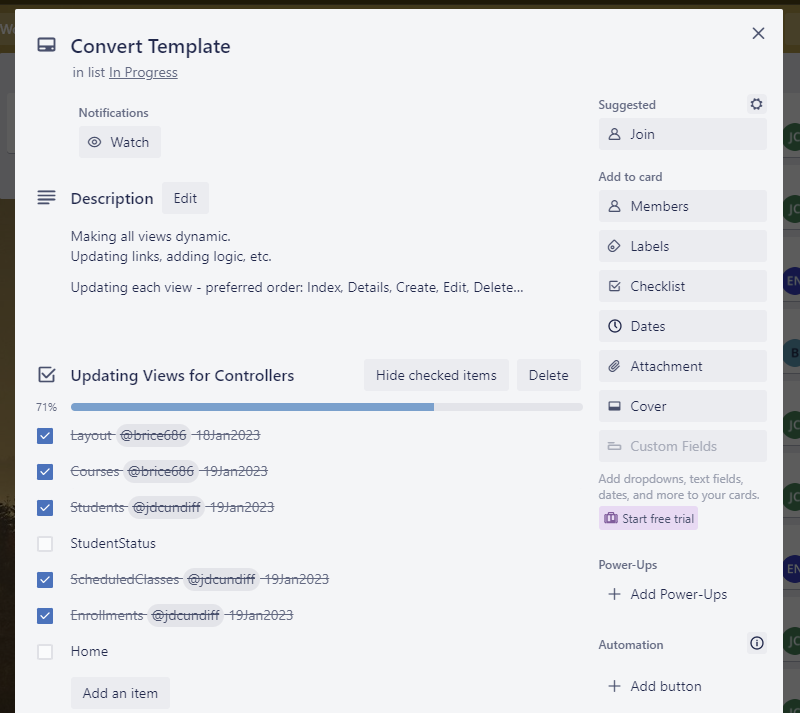 Convert Template
in list In Progress
Notifications
Watch
Description
Edit
Making all views dynamic.
Updating links, adding logic, etc.
Updating each view - preferred order: Index, Details, Create, Edit, Delete...
Updating Views for Controllers
Hide checked items
Delete
71%
Layout @brice686 18Jan2023
Courses @brice686 19Jan2023
Students @jdcundiff 19Jan2023
StudentStatus
ScheduledClasses @jdcundiff 19Jan2023
Enrollments @jdcundiff 19Jan2023
Home
Add an item
Suggested
Join
Add to card
Members
Labels
Checklist
Dates
Attachment
Cover
Custom Fields
Add dropdowns, text fields,
dates, and more to your cards.
Start free trial
Power-Ups
Add Power-Ups
Automation
Add button